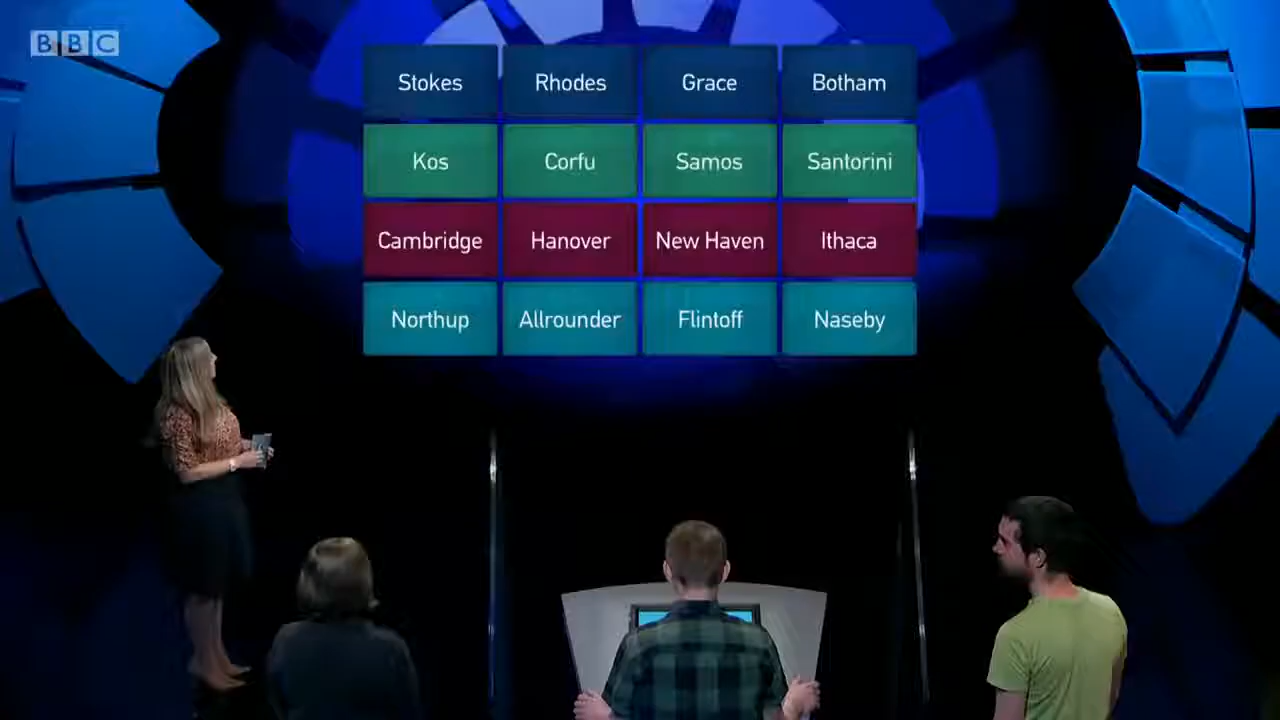 BBC
Stokes Rhodes Grace Botham
Kos Corfu Samos Santorini
Cambridge Hanover New Haven Ithaca
Northup Allrounder Flintoff Naseby